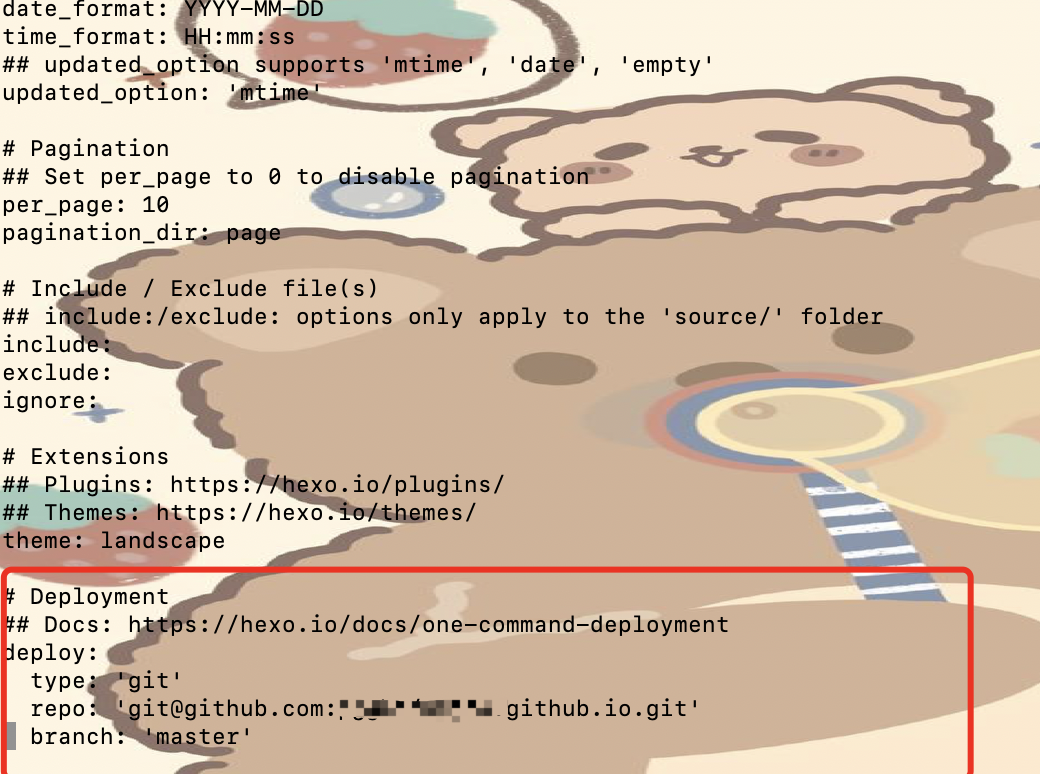 date_format: YYYY-MM-DD
time_format: HH:mm:ss
## updated_option supports 'mtime', 'date', 'empty'
updated_option: 'mtime'
# Pagination
## Set per_page to 0 to disable pagination
per_page: 10
pagination_dir: page
# Include / Exclude file(s)
## include:/exclude: options only apply to the 'source/' folder
include:
exclude:
ignore:
# Extensions
## Plugins: https://hexo.io/plugins/
## Themes: https://hexo.io/themes/
theme: landscape
# Deployment
## Docs: https://hexo.io/docs/one-command-deployment
deploy:
  type: 'git'
  repo: 'git@github.com: github.io.git'
  branch: 'master'